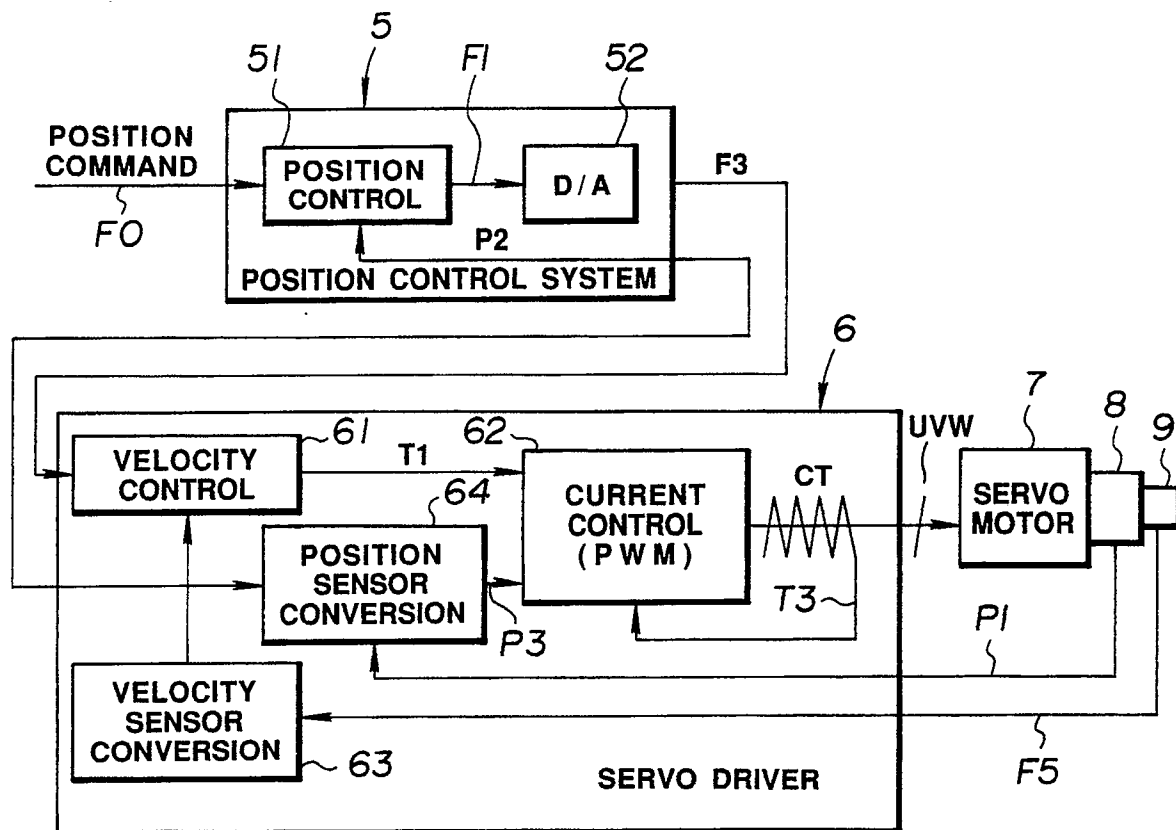 5
51
F1
52
POSITION
COMMAND
F0
POSITION
CONTROL
D/A
F3
P2
POSITION CONTROL SYSTEM
6
61
VELOCITY
CONTROL
T1
62
CURRENT
CONTROL
(PWM)
CT
T3
UVW
7
SERVO
MOTOR
8
9
64
POSITION
SENSOR
CONVERSION
P3
P1
VELOCITY
SENSOR
CONVERSION
63
F5
SERVO DRIVER